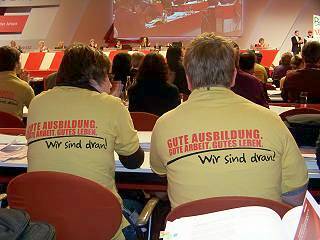 GUTE AUSBILDUNG.
GUTE ARBEIT. GUTES LEBEN.
Wir sind dran!
GUTE AUSBILDUNG.
GUTE ARBEIT. GUTES LEBEN.
Wir sind dran!